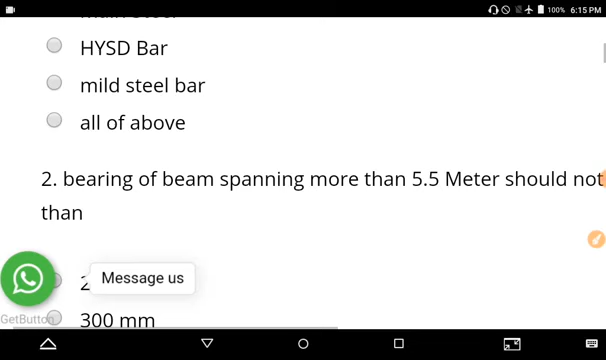 100% 6:15 PM
HYSD Bar
mild steel bar
all of above
2. bearing of beam spanning more than 5.5 Meter should not
than
2
Message us
GetButton
300 mm